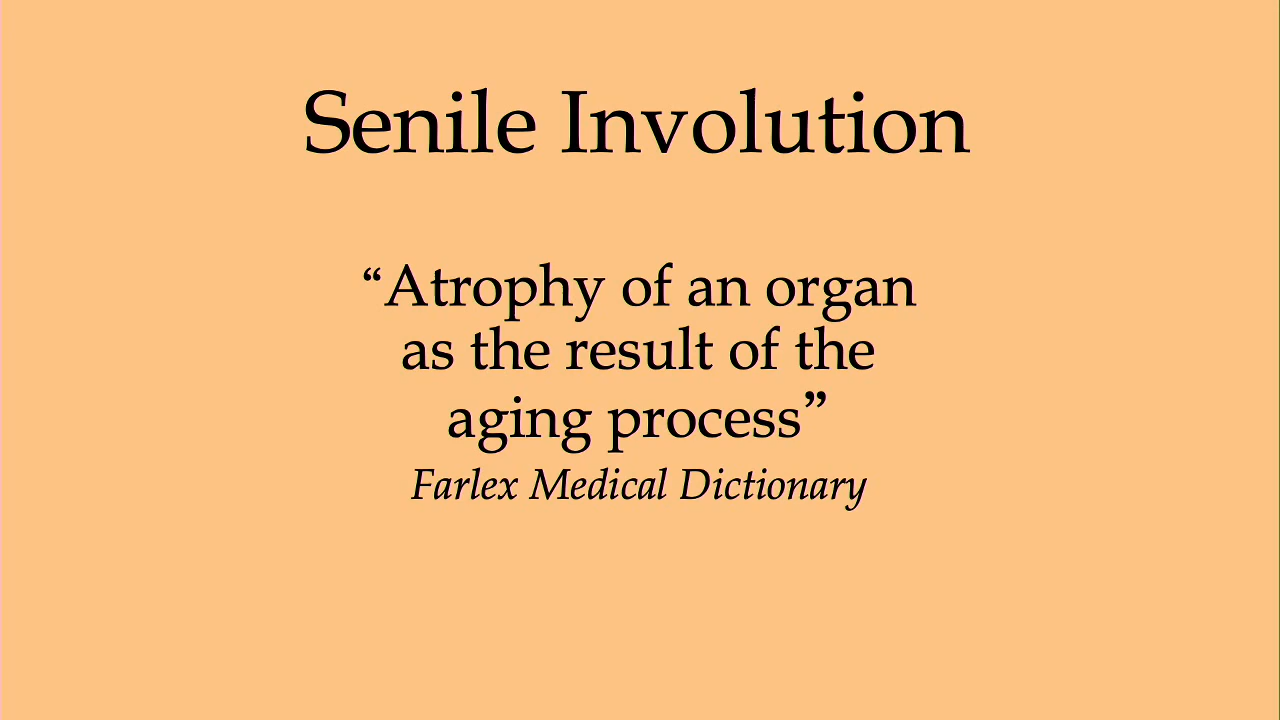 Senile Involution
“Atrophy of an organ
as the result of the
aging process”
Farlex Medical Dictionary